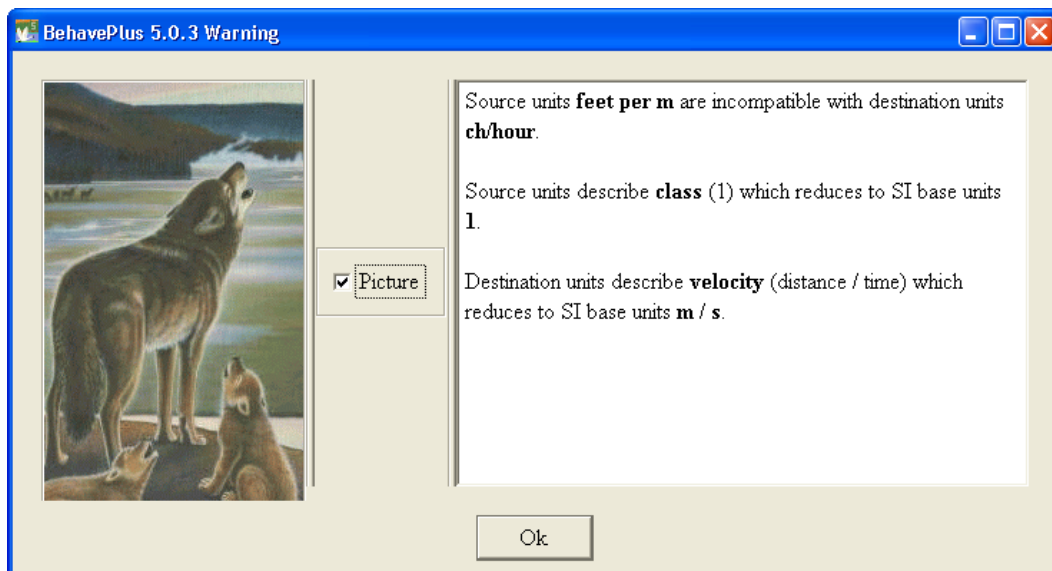 BehavePlus 5.0.3 Warning
Source units feet per m are incompatible with destination units
ch/hour.
Source units describe class (1) which reduces to SI base units
1.
Picture
Destination units describe velocity (distance / time) which
reduces to SI base units m / s.
Ok